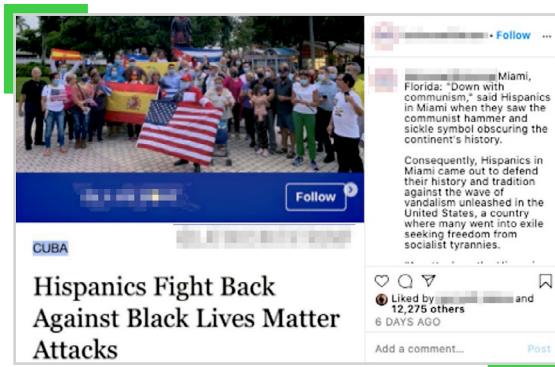 Follow
CUBA
Hispanics Fight Back
Against Black Lives Matter
Attacks
• Follow ...
Miami,
Florida: "Down with
communism," said Hispanics
in Miami when they saw the
communist hammer and
sickle symbol obscuring the
continent's history.
Consequently, Hispanics in
Miami came out to defend
their history and tradition
against the wave of
vandalism unleashed in the
United States, a country
where many went into exile
seeking freedom from
socialist tyrannies.
Liked by and
12,275 others
6 DAYS AGO
Add a comment... Post